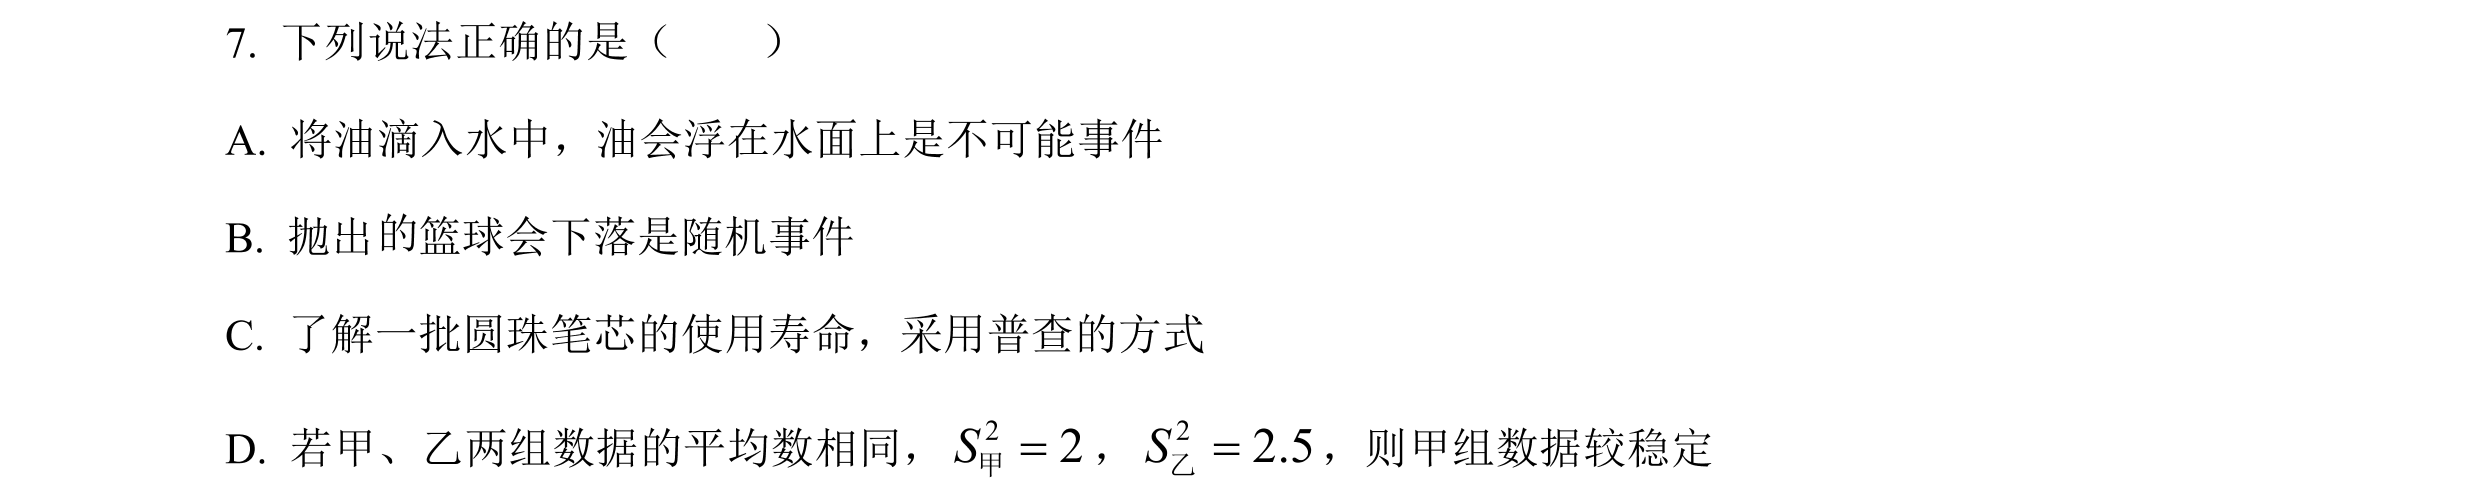 7. 下列说法正确的是（　　）
A. 将油滴入水中，油会浮在水面上是不可能事件
B. 抛出的篮球会下落是随机事件
C. 了解一批圆珠笔芯的使用寿命，采用普查的方式
D. 若甲、乙两组数据的平均数相同，$S_{甲}^{2}=2$，$S_{乙}^{2}=2.5$，则甲组数据较稳定